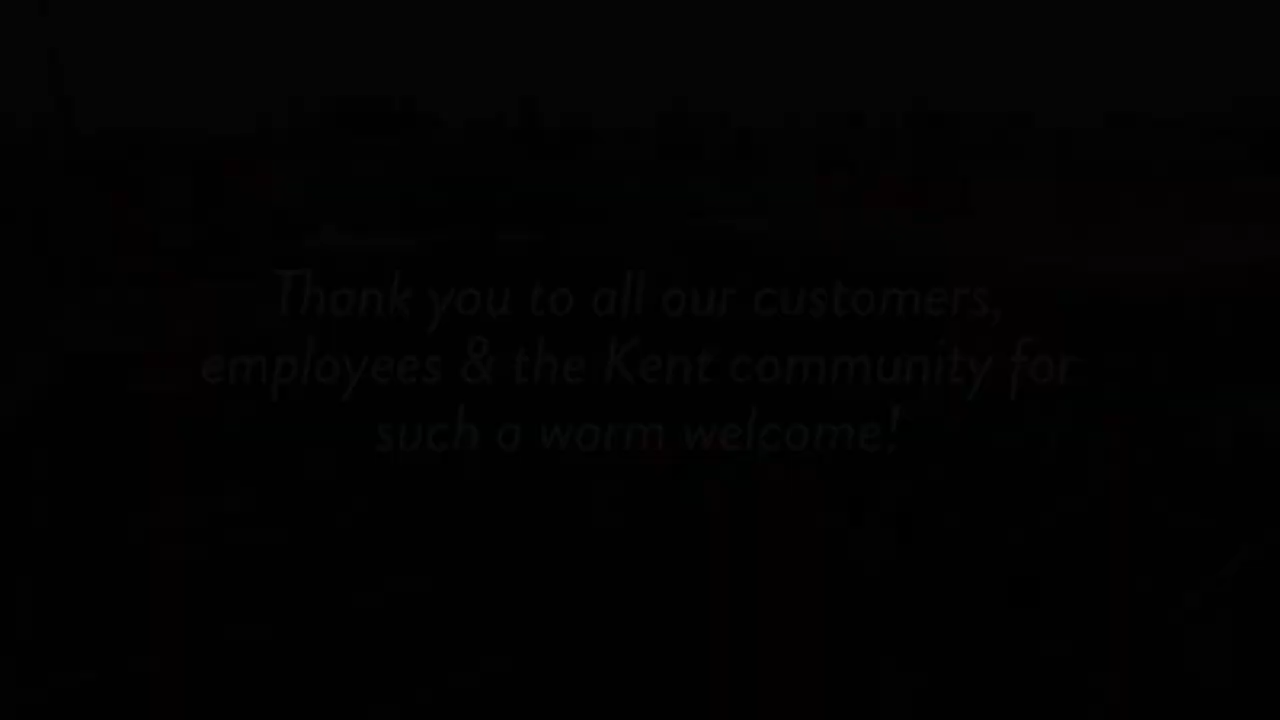 Thank you to all our customers,
employees & the Kent community for
such a warm welcome!